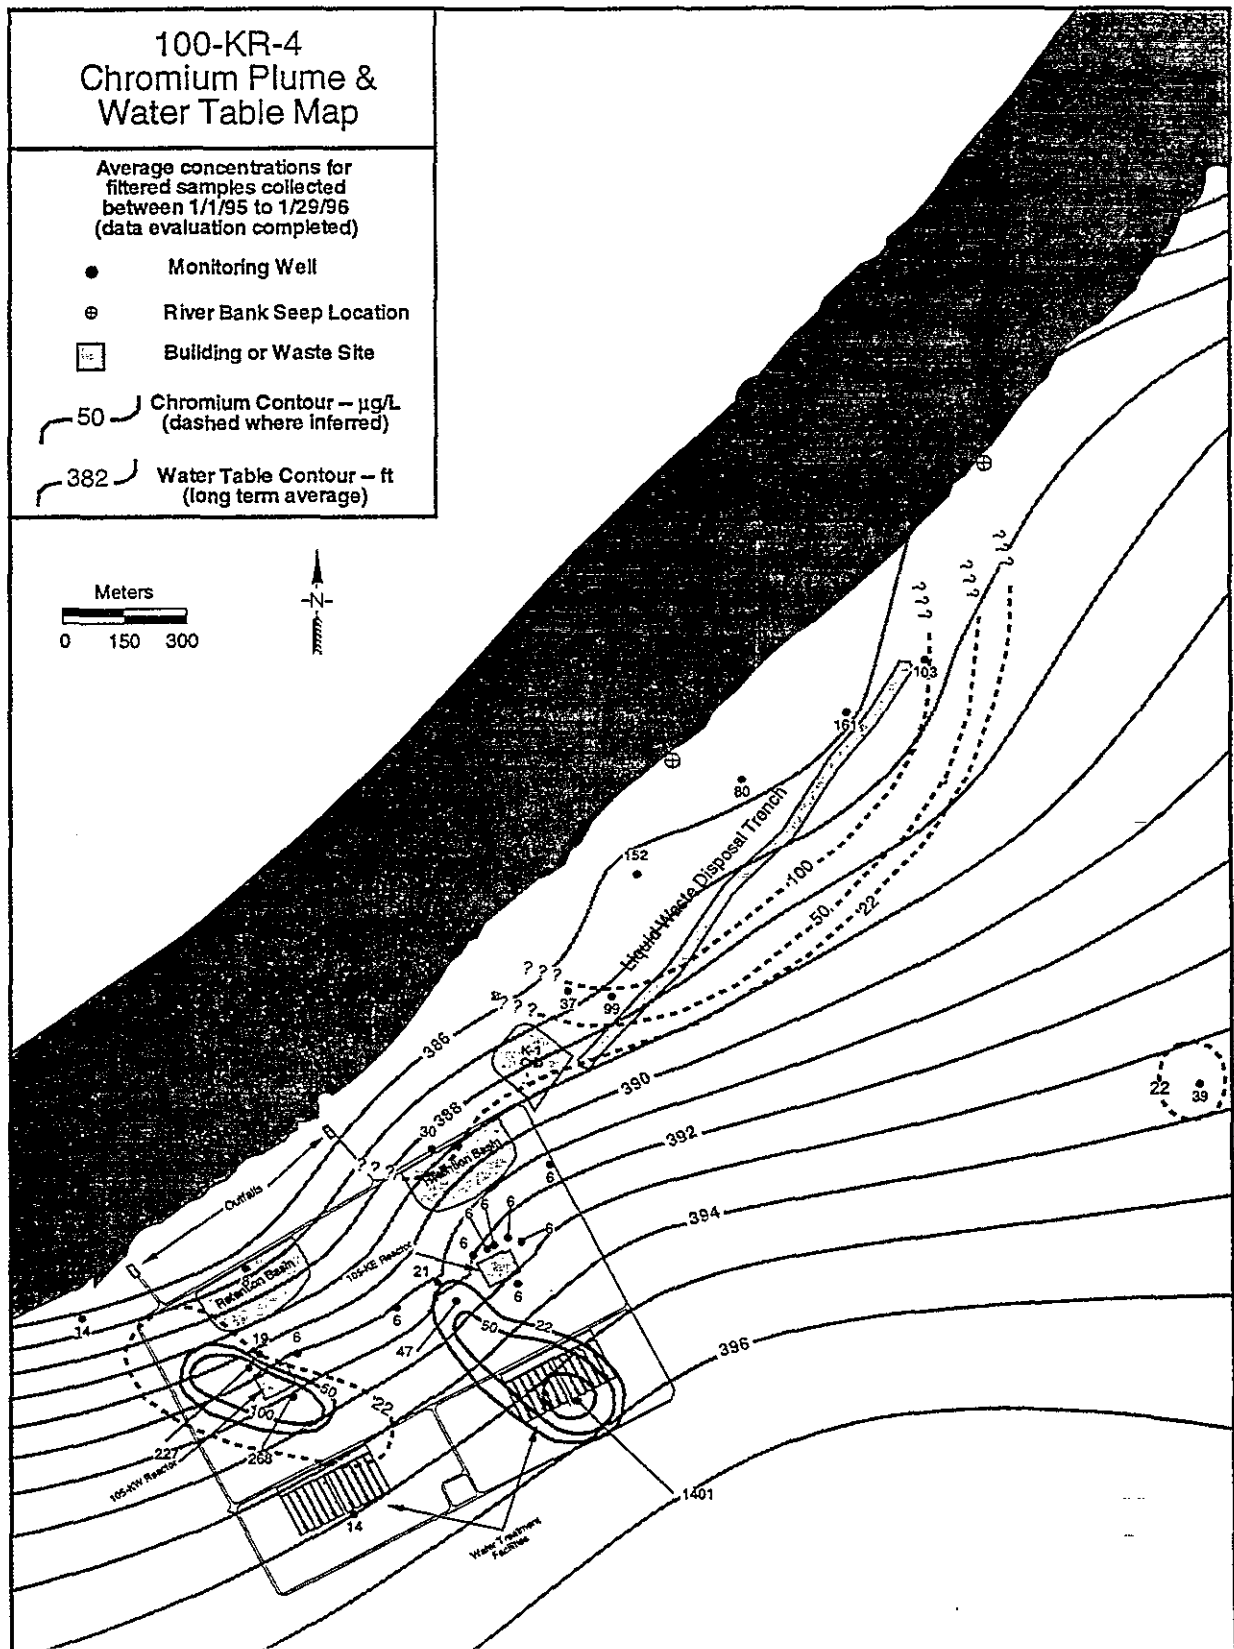 100-KR-4
Chromium Plume &
Water Table Map
Average concentrations for
filtered samples collected
between 1/1/95 to 1/29/96
(data evaluation completed)
Monitoring Well
River Bank Seep Location
Building or Waste Site
50
Chromium Contour – µg/L
(dashed where inferred)
382
Water Table Contour – ft
(long term average)
Meters
0 150 300
-N-
? ? ?
? ? ?
? ? ?
103
161
80
152
Liquid Waste Disposal Trench
100
50
22
? ? ?
? ? ?
37
99
386
388
390
392
394
396
22
39
30
Retention Basin
? ? ?
Outfalls
6
6
6
6
6
6
6
105-KE Reactor
21
6
47
50
22
Retention Basin
14
19
6
50
100
22
227
268
105-KW Reactor
14
Water Treatment
Facilities
1401